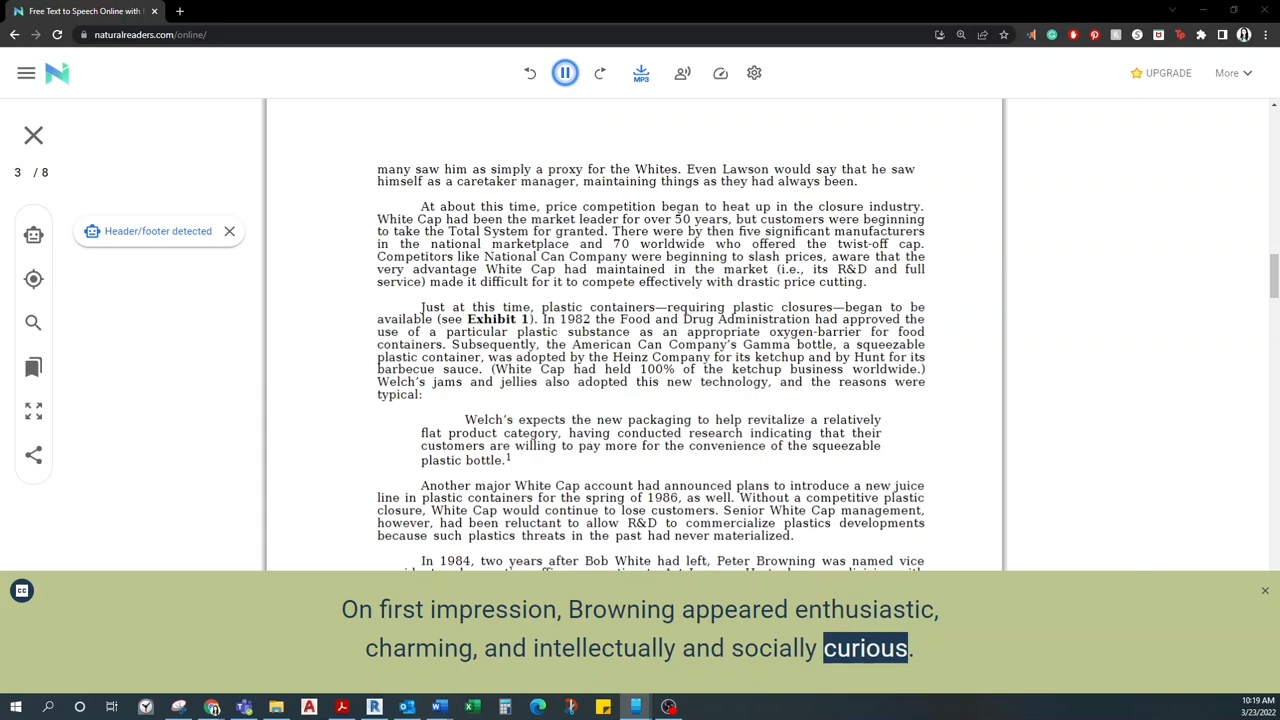 Free Text to Speech Online with
naturalreaders.com/online/
MP3
UPGRADE
More
3 / 8
Header/footer detected
many saw him as simply a proxy for the Whites. Even Lawson would say that he saw
himself as a caretaker manager, maintaining things as they had always been.
At about this time, price competition began to heat up in the closure industry.
White Cap had been the market leader for over 50 years, but customers were beginning
to take the Total System for granted. There were by then five significant manufacturers
in the national marketplace and 70 worldwide who offered the twist-off cap.
Competitors like National Can Company were beginning to slash prices, aware that the
very advantage White Cap had maintained in the market (i.e., its R&D and full
service) made it difficult for it to compete effectively with drastic price cutting.
Just at this time, plastic containers—requiring plastic closures—began to be
available (see Exhibit 1). In 1982 the Food and Drug Administration had approved the
use of a particular plastic substance as an appropriate oxygen-barrier for food
containers. Subsequently, the American Can Company's Gamma bottle, a squeezable
plastic container, was adopted by the Heinz Company for its ketchup and by Hunt for its
barbecue sauce. (White Cap had held 100% of the ketchup business worldwide.)
Welch's jams and jellies also adopted this new technology, and the reasons were
typical:
Welch's expects the new packaging to help revitalize a relatively
flat product category, having conducted research indicating that their
customers are willing to pay more for the convenience of the squeezable
plastic bottle.1
Another major White Cap account had announced plans to introduce a new juice
line in plastic containers for the spring of 1986, as well. Without a competitive plastic
closure, White Cap would continue to lose customers. Senior White Cap management,
however, had been reluctant to allow R&D to commercialize plastics developments
because such plastics threats in the past had never materialized.
In 1984, two years after Bob White had left, Peter Browning was named vice
On first impression, Browning appeared enthusiastic,
charming, and intellectually and socially curious.
10:19 AM
3/23/2022